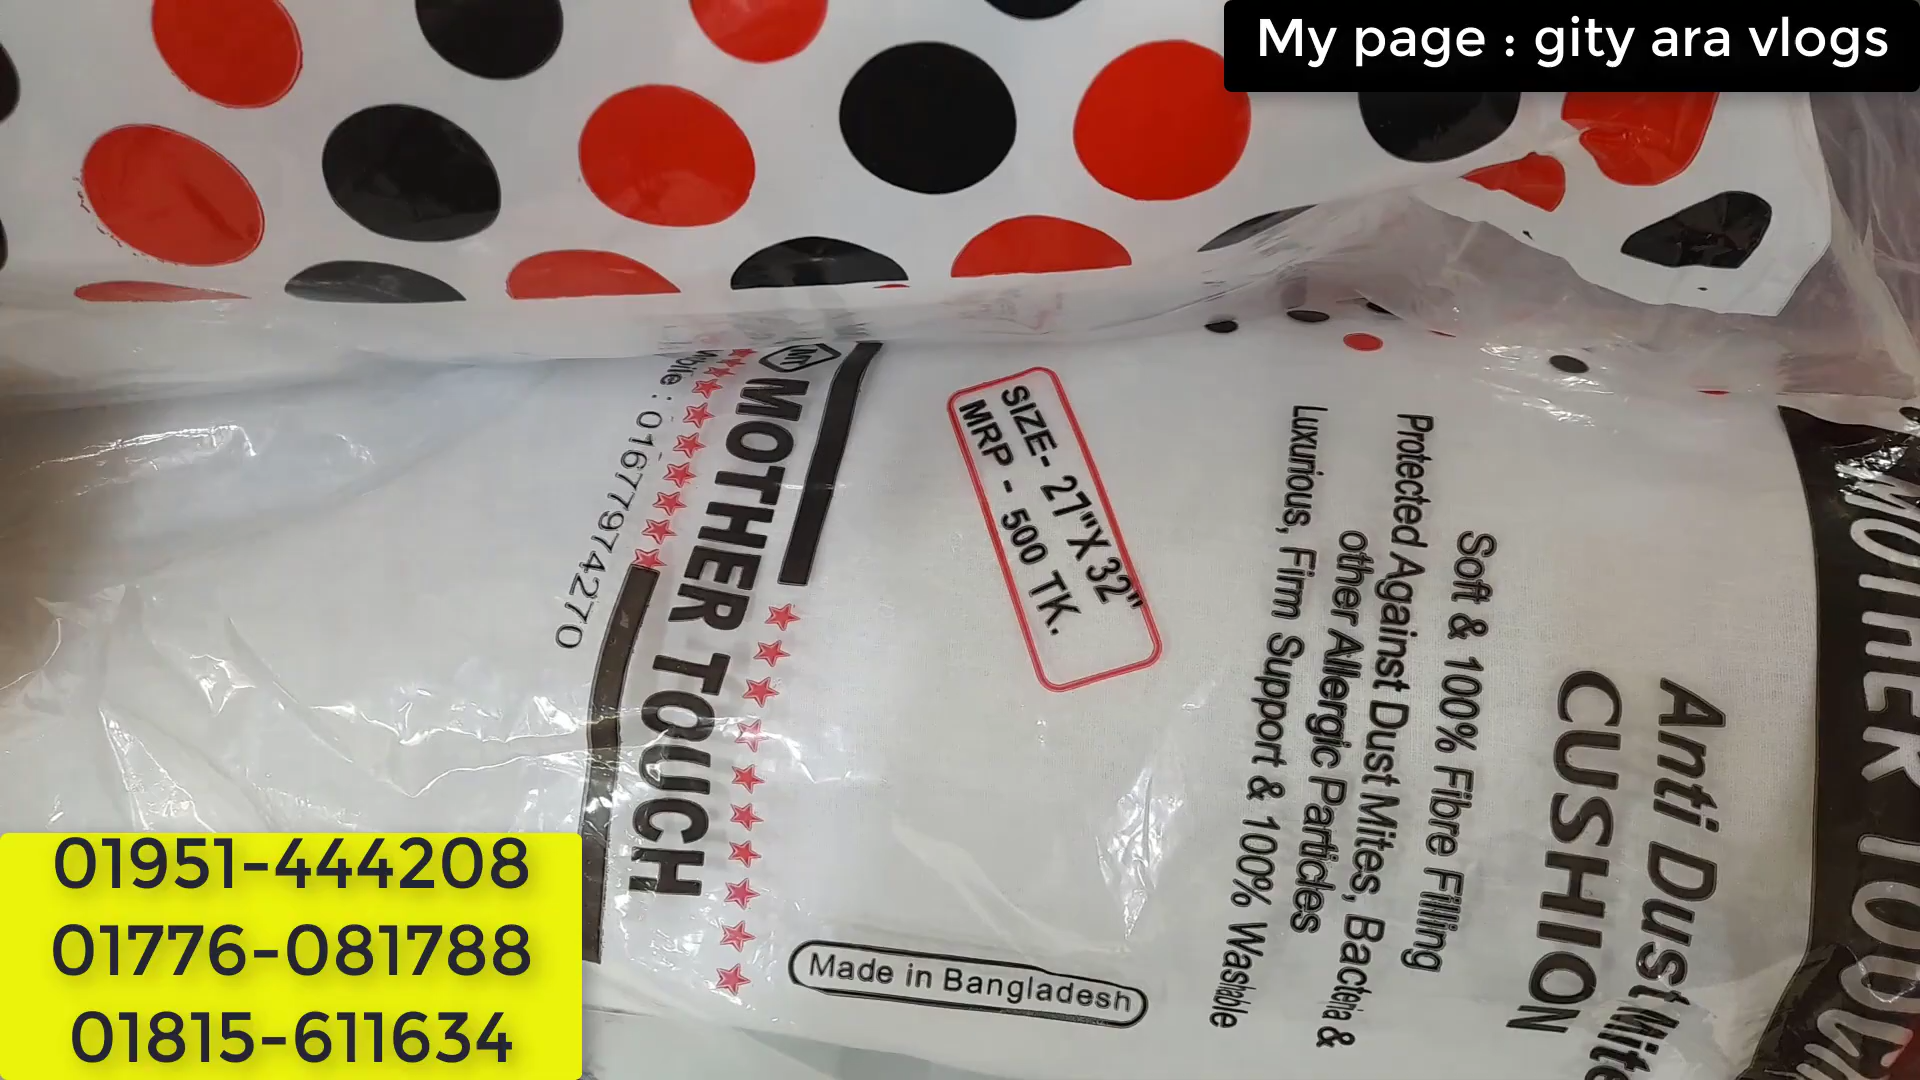 My page : gity ara vlogs
MOTHER
Anti Dust Mite
CUSHION
Soft & 100% Fibre Filling
Protected Against Dust Mites, Bacteria &
other Allergic Particles
Luxurious, Firm Support & 100% Washable
SIZE- 27"X32"
MRP - 500 TK.
Made in Bangladesh
MOTHER TOUCH
: 01677974270
01951-444208
01776-081788
01815-611634